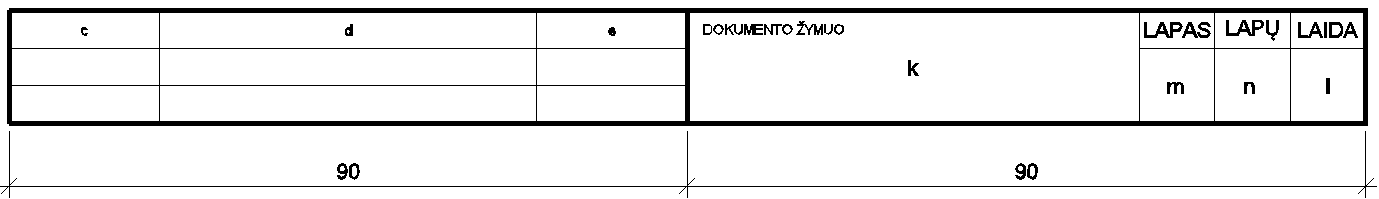 c d e DOKUMENTO ŽYMUO LAPAS LAPŲ LAIDA
k
m n l
90 90